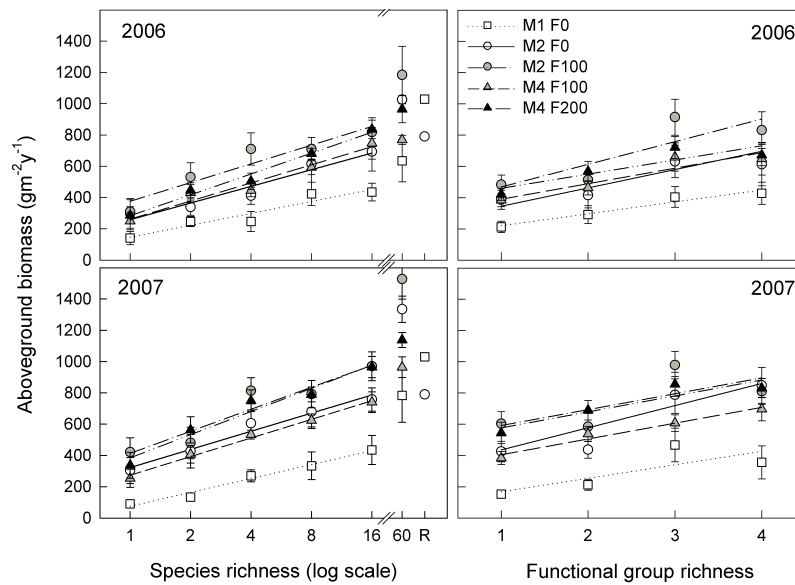 2006
1400
1200
1000
800
600
400
200
0
M1 F0
M2 F0
M2 F100
M4 F100
M4 F200
2006
Aboveground biomass (gm⁻²y⁻¹)
2007
1400
1200
1000
800
600
400
200
0
1 2 4 8 16 60 R
Species richness (log scale)
2007
1 2 3 4
Functional group richness